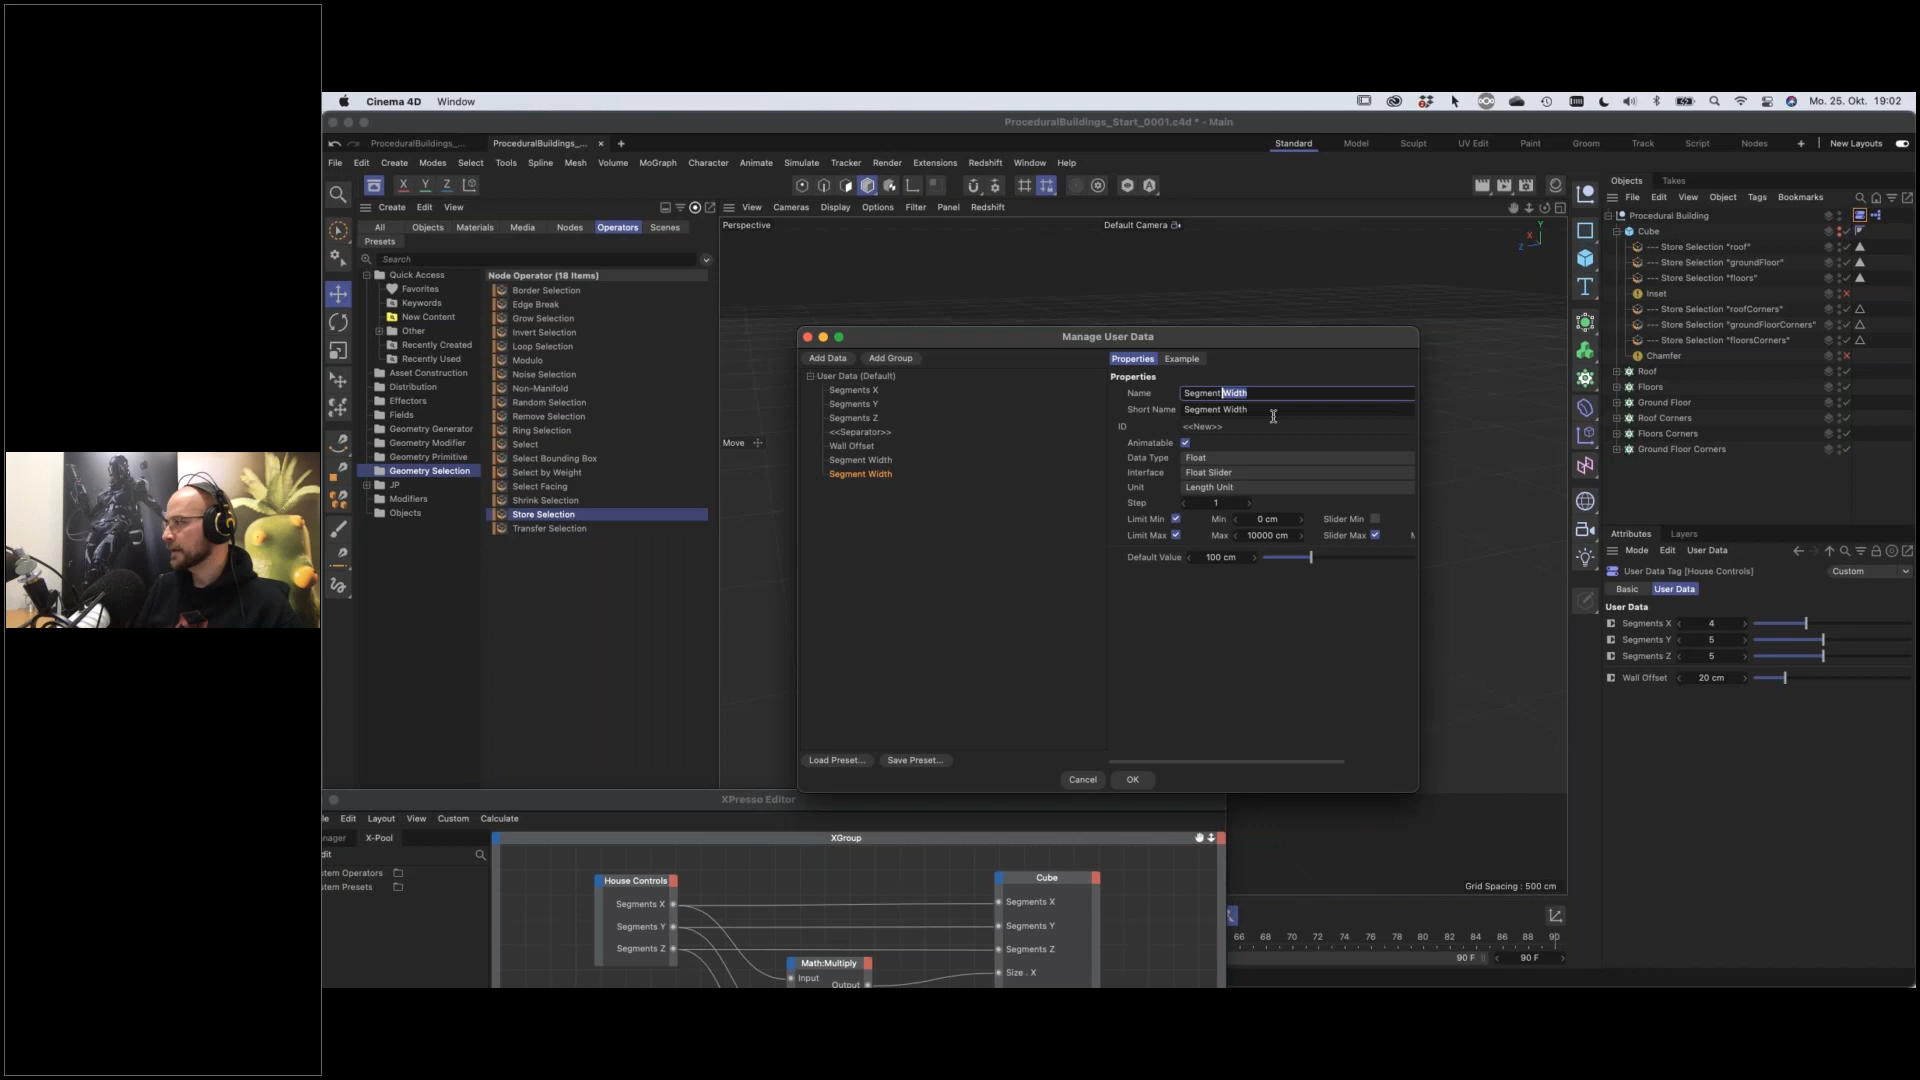 Cinema 4D Window
Mo. 25. Okt. 19:02
ProceduralBuildings_Start_0001.c4d * - Main
ProceduralBuildings_...
ProceduralBuildings_...
Standard Model Sculpt UV Edit Paint Groom Track Script Nodes New Layouts
File Edit Create Modes Select Tools Spline Mesh Volume MoGraph Character Animate Simulate Tracker Render Extensions Redshift Window Help
X Y Z
Create Edit View
View Cameras Display Options Filter Panel Redshift
All Objects Materials Media Nodes Operators Scenes
Presets
Search
Quick Access
Favorites
Keywords
New Content
Other
Recently Created
Recently Used
Asset Construction
Distribution
Effectors
Fields
Geometry Generator
Geometry Modifier
Geometry Primitive
Geometry Selection
JP
Modifiers
Objects
Node Operator (18 Items)
Border Selection
Edge Break
Grow Selection
Invert Selection
Loop Selection
Modulo
Noise Selection
Non-Manifold
Random Selection
Remove Selection
Ring Selection
Select
Select Bounding Box
Select by Weight
Select Facing
Shrink Selection
Store Selection
Transfer Selection
Perspective
Default Camera
Y
X
Z
Move
Manage User Data
Add Data Add Group
User Data (Default)
Segments X
Segments Y
Segments Z
<<Separator>>
Wall Offset
Segment Width
Segment Width
Load Preset... Save Preset...
Properties Example
Properties
Name Segment Width
Short Name Segment Width
ID <<New>>
Animatable
Data Type Float
Interface Float Slider
Unit Length Unit
Step 1
Limit Min Min 0 cm Slider Min
Limit Max Max 10000 cm Slider Max
Default Value 100 cm
Cancel OK
Grid Spacing : 500 cm
66 68 70 72 74 76 78 80 82 84 86 88 90
90 F 90 F
XPresso Editor
le Edit Layout View Custom Calculate
nager X-Pool
dit
stem Operators
stem Presets
XGroup
House Controls
Segments X
Segments Y
Segments Z
Math:Multiply
Input
Output
Cube
Segments X
Segments Y
Segments Z
Size . X
Objects Takes
File Edit View Object Tags Bookmarks
Procedural Building
Cube
--- Store Selection "roof"
--- Store Selection "groundFloor"
--- Store Selection "floors"
Inset
--- Store Selection "roofCorners"
--- Store Selection "groundFloorCorners"
--- Store Selection "floorsCorners"
Chamfer
Roof
Floors
Ground Floor
Roof Corners
Floors Corners
Ground Floor Corners
Attributes Layers
Mode Edit User Data
User Data Tag [House Controls] Custom
Basic User Data
User Data
Segments X 4
Segments Y 5
Segments Z 5
Wall Offset 20 cm